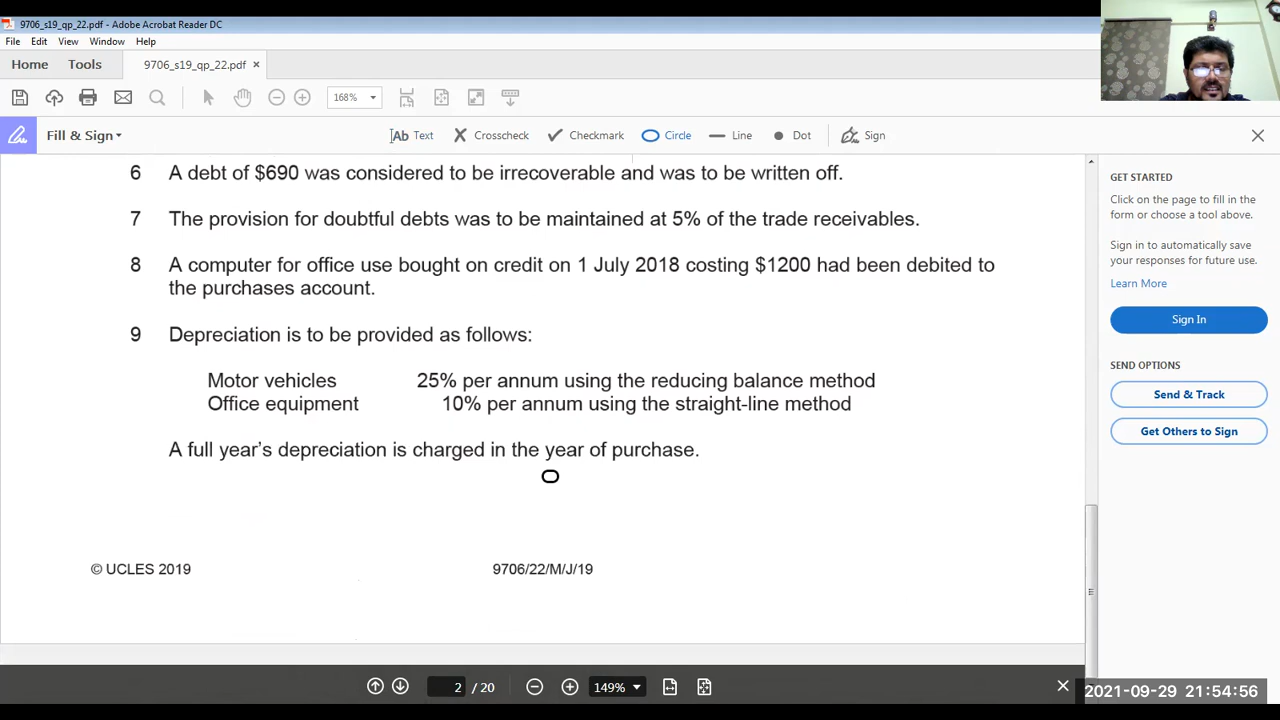 9706_s19_qp_22.pdf - Adobe Acrobat Reader DC
File Edit View Window Help
Home Tools 9706_s19_qp_22.pdf ×
168%
Fill & Sign
Ab Text Crosscheck Checkmark Circle Line Dot Sign
6 A debt of $690 was considered to be irrecoverable and was to be written off.
7 The provision for doubtful debts was to be maintained at 5% of the trade receivables.
8 A computer for office use bought on credit on 1 July 2018 costing $1200 had been debited to
the purchases account.
9 Depreciation is to be provided as follows:
Motor vehicles 25% per annum using the reducing balance method
Office equipment 10% per annum using the straight-line method
A full year's depreciation is charged in the year of purchase.
© UCLES 2019 9706/22/M/J/19
GET STARTED
Click on the page to fill in the
form or choose a tool above.
Sign in to automatically save
your responses for future use.
Learn More
Sign In
SEND OPTIONS
Send & Track
Get Others to Sign
2 / 20 149%
2021-09-29 21:54:56